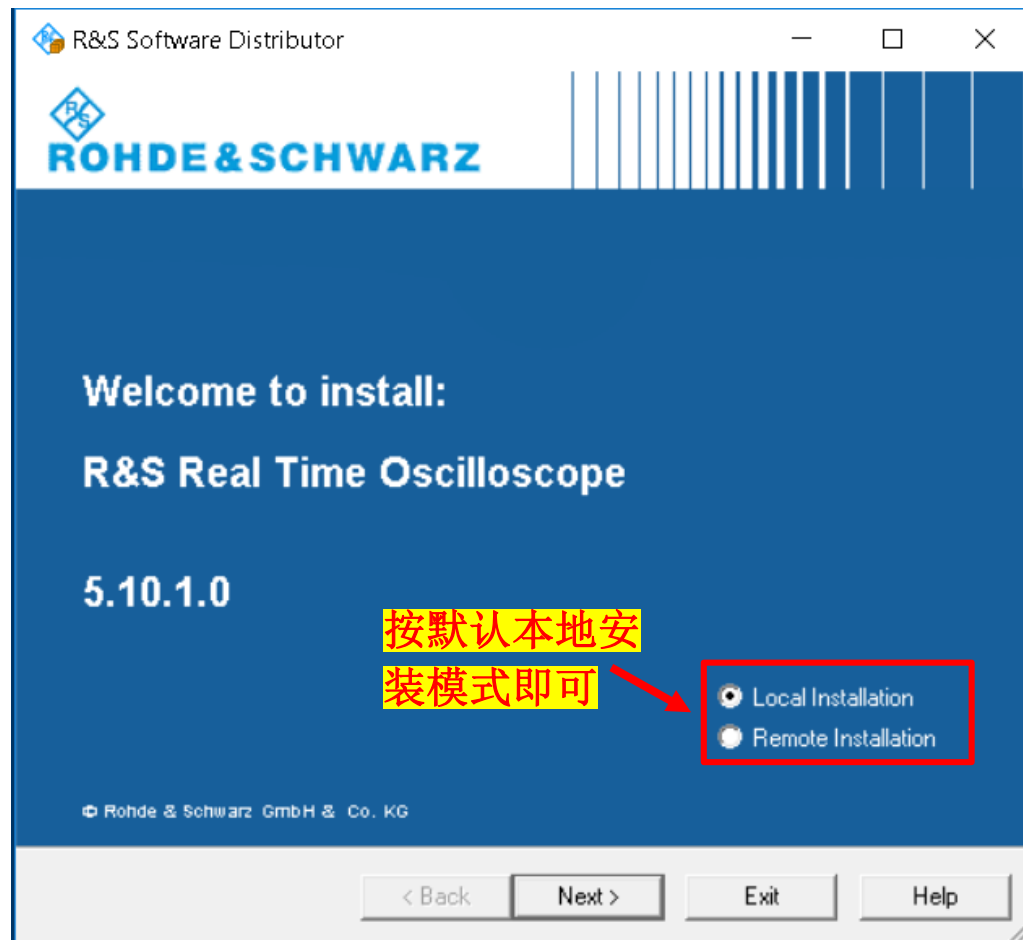 R&S Software Distributor
R&S
ROHDE&SCHWARZ
Welcome to install:
R&S Real Time Oscilloscope
5.10.1.0
按默认本地安
装模式即可
Local Installation
Remote Installation
© Rohde & Schwarz GmbH & Co. KG
< Back Next > Exit Help